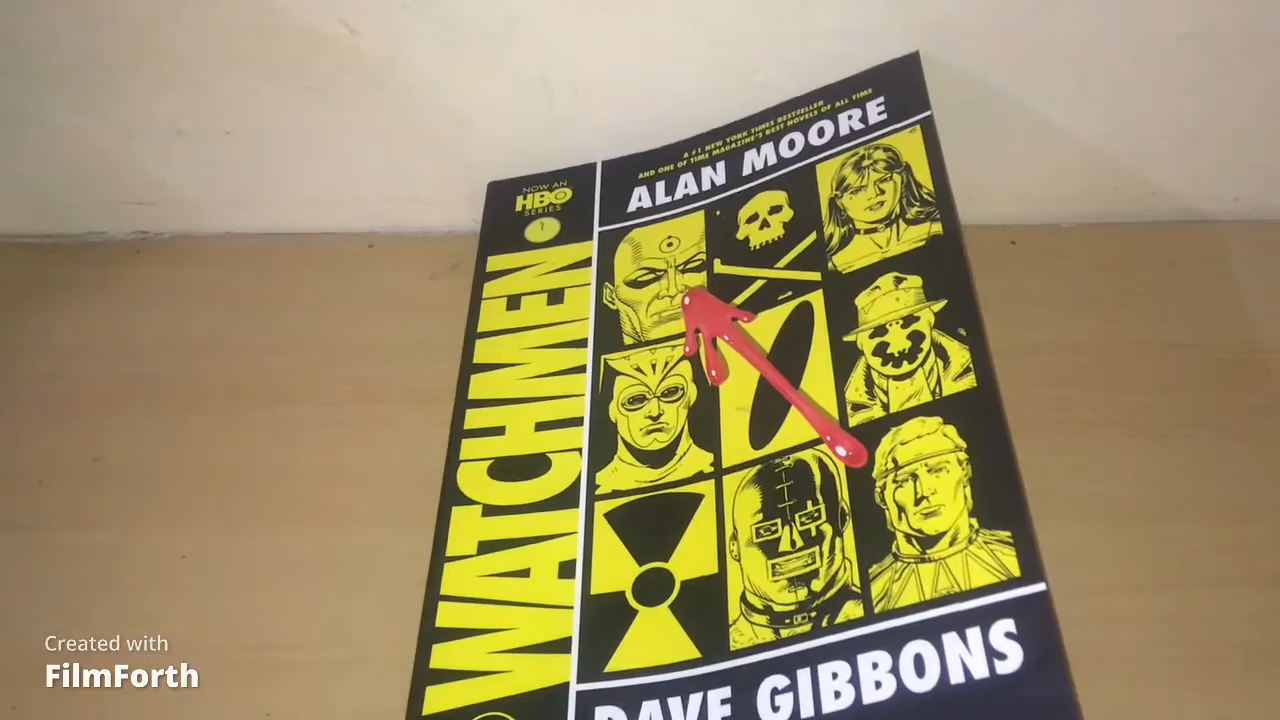 NOW AN
HBO
SERIES
WATCHMEN
A #1 NEW YORK TIMES BESTSELLER
AND ONE OF TIME MAGAZINE'S BEST NOVELS OF ALL TIME
ALAN MOORE
DAVE GIBBONS
Created with
FilmForth